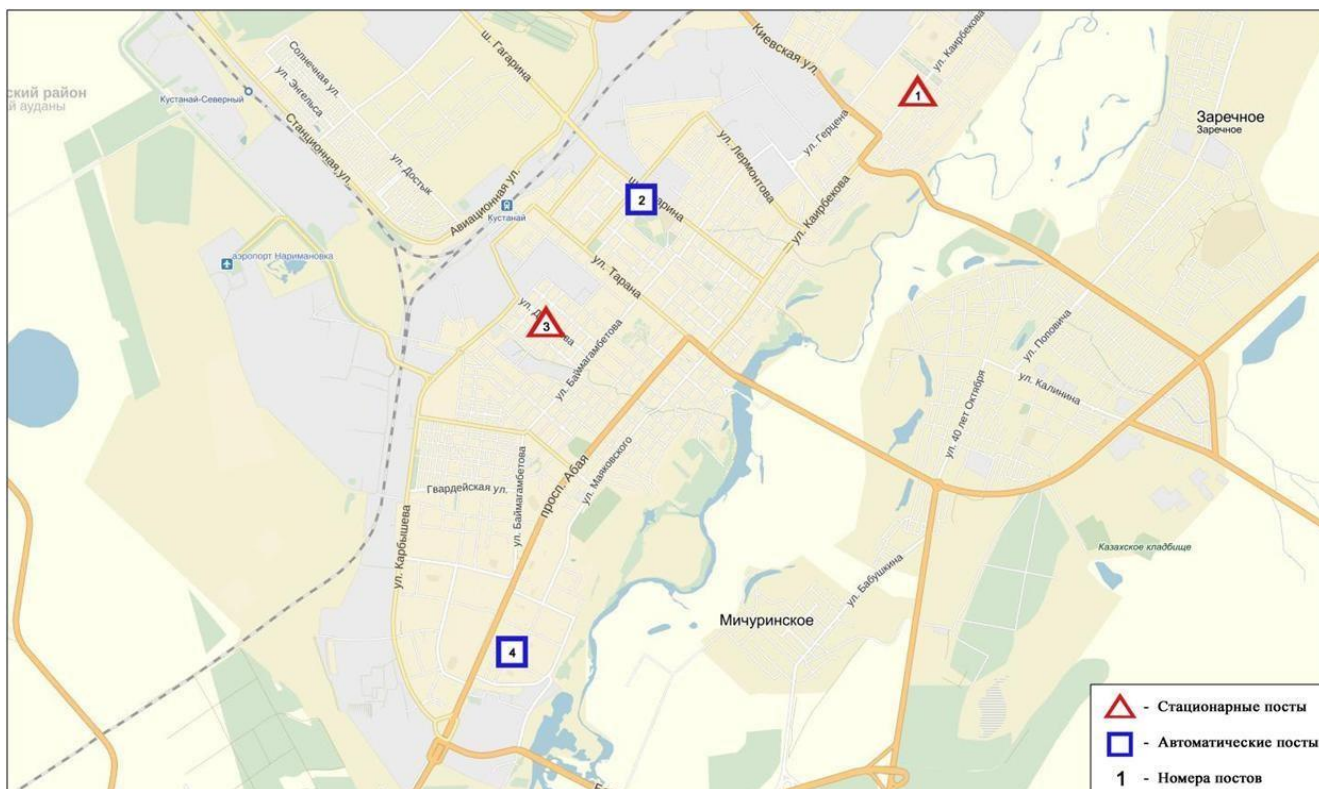 Киевская ул.
ул. Каирбекова
ш. Гагарина
Солнечная ул.
ул. Энгельса
ский район
й ауданы
Кустанай-Северный
1
Заречное
Заречное
Станционная ул.
ул. Герцена
ул. Лермонтова
ул. Достык
Авиационная ул.
2
ш. Гагарина
ул. Каирбекова
Кустанай
аэропорт Наримановка
ул. Тарана
3
ул. Баймагамбетова
ул. Поповича
ул. Калинина
ул. 40 лет Октября
просп. Абая
ул. Маяковского
Гвардейская ул.
ул. Баймагамбетова
ул. Карбышева
Казахское кладбище
ул. Бабушкина
Мичуринское
4
- Стационарные посты
- Автоматические посты
1 - Номера постов